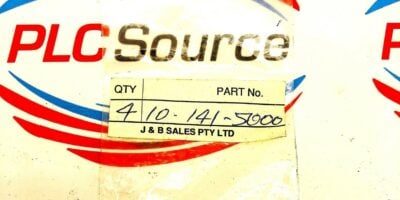 PLC Source
QTY PART No.
4 10-141-5000
J & B SALES PTY LTD